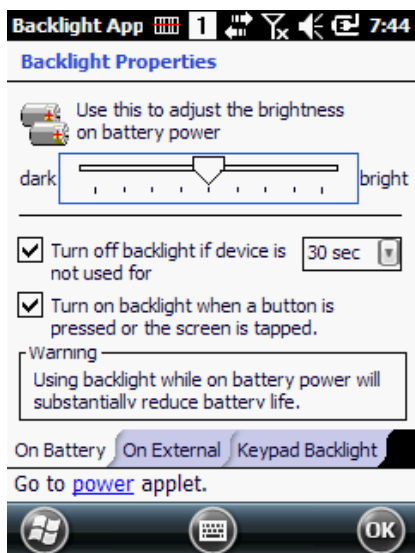 Backlight App 1 7:44
Backlight Properties
Use this to adjust the brightness
on battery power
dark bright
Turn off backlight if device is 30 sec
not used for
Turn on backlight when a button is
pressed or the screen is tapped.
Warning
Using backlight while on battery power will
substantially reduce battery life.
On Battery On External Keypad Backlight
Go to power applet.
OK